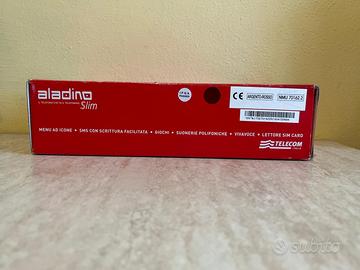 aladino
Slim
CE
ARGENTO-ROSSO
NMU 70162.2
MENU AD ICONE • SMS CON SCRITTURA FACILITATA • GIOCHI • SUONERIE POLIFONICHE • VIVAVOCE • LETTORE SIM CARD
TELECOM
ITALIA
subito